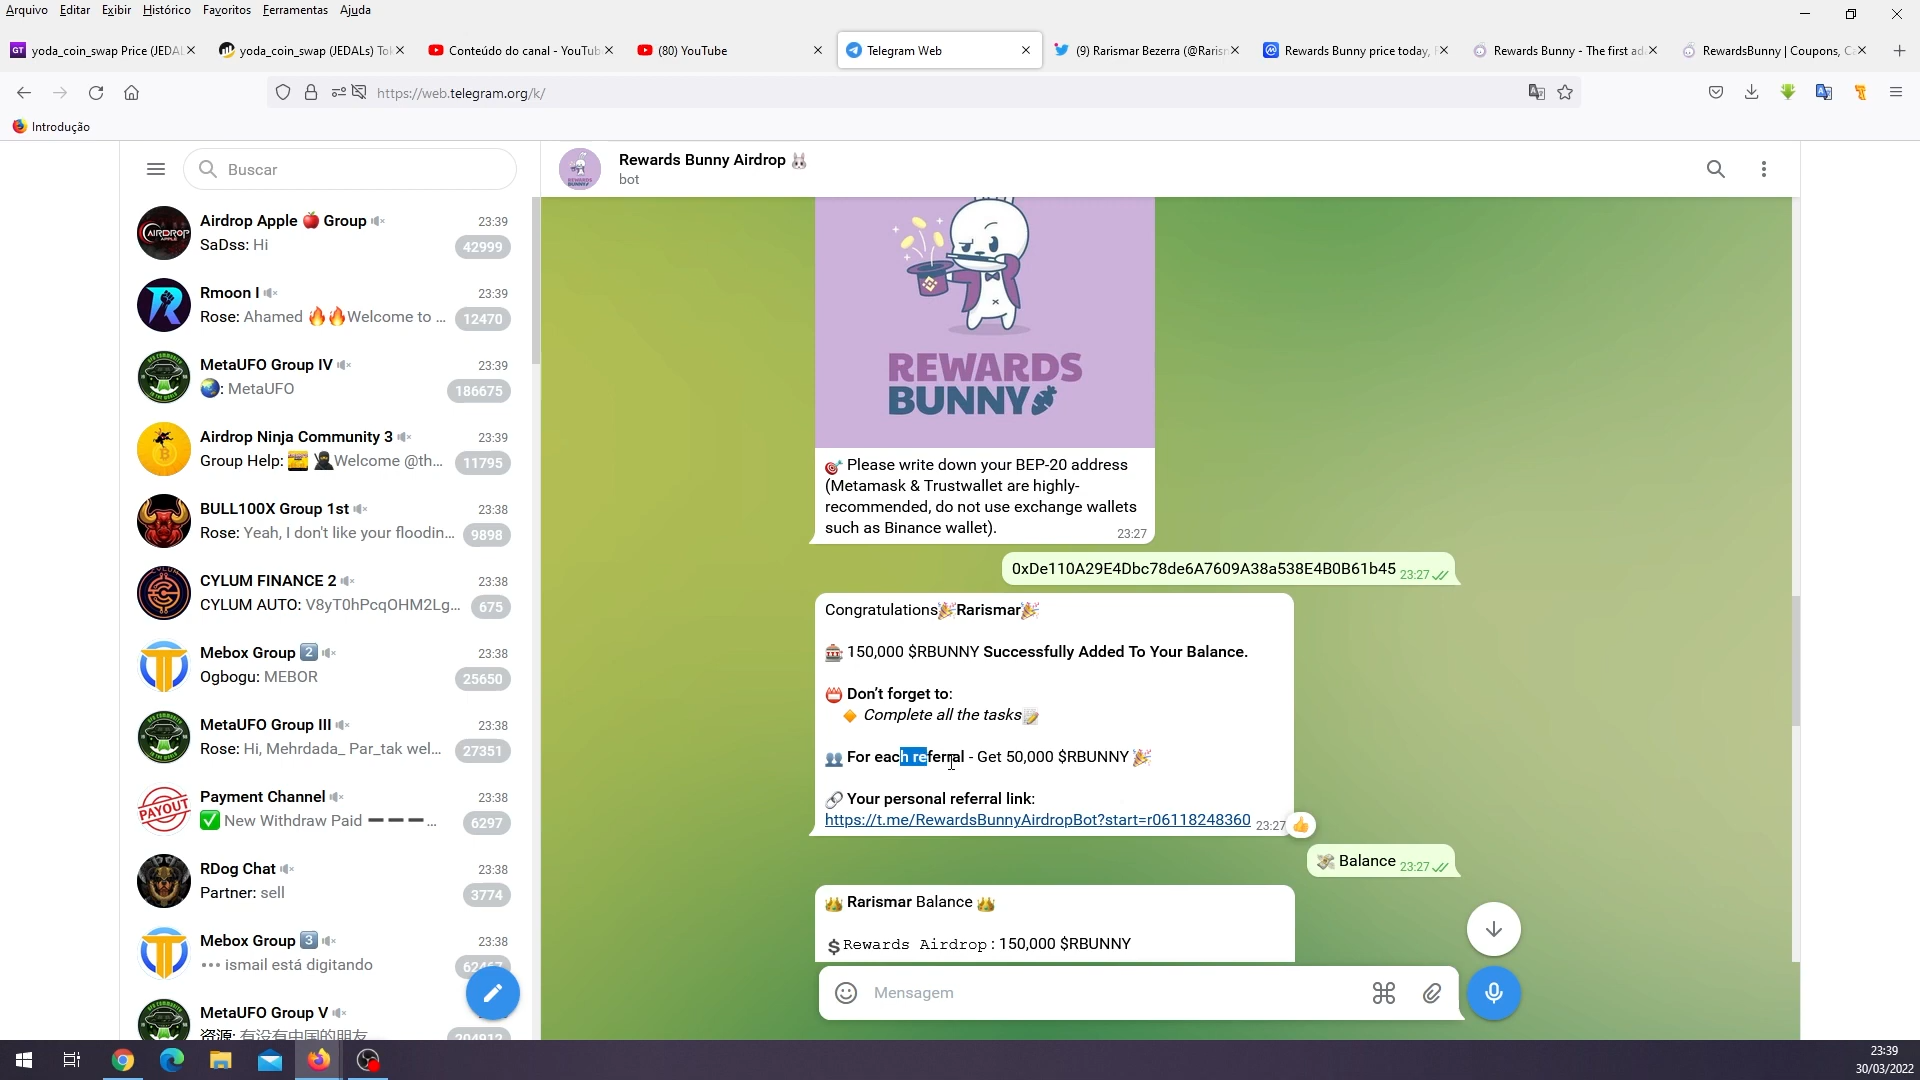 Arquivo Editar Exibir Histórico Favoritos Ferramentas Ajuda
yoda_coin_swap Price (JEDAL
yoda_coin_swap (JEDALs) Tok
Conteúdo do canal - YouTub
(80) YouTube
Telegram Web
(9) Rarismar Bezerra (@Rarism
Rewards Bunny price today,
Rewards Bunny - The first ad
RewardsBunny | Coupons, C
https://web.telegram.org/k/
Introdução
Buscar
Rewards Bunny Airdrop
bot
Airdrop Apple Group
23:39
SaDss: Hi
42999
Rmoon I
23:39
Rose: Ahamed 🔥🔥Welcome to ...
12470
MetaUFO Group IV
23:39
🌏: MetaUFO
186675
Airdrop Ninja Community 3
23:39
Group Help: Welcome @th...
11795
BULL100X Group 1st
23:38
Rose: Yeah, I don't like your floodin...
9898
CYLUM FINANCE 2
23:38
CYLUM AUTO: V8yT0hPcqOHM2Lg...
675
Mebox Group 2
23:38
Ogbogu: MEBOR
25650
MetaUFO Group III
23:38
Rose: Hi, Mehrdada_ Par_tak wel...
27351
Payment Channel
23:38
✅ New Withdraw Paid ➖➖➖...
6297
RDog Chat
23:38
Partner: sell
3774
Mebox Group 3
23:38
ismail está digitando
MetaUFO Group V
23:38
AIRDROP
PAYOUT
REWARDS
BUNNY
🎯 Please write down your BEP-20 address
(Metamask & Trustwallet are highly-
recommended, do not use exchange wallets
such as Binance wallet).
23:27
0xDe110A29E4Dbc78de6A7609A38a538E4B0B61b45 23:27
Congratulations🎉Rarismar🎉
🎰 150,000 $RBUNNY Successfully Added To Your Balance.
Don't forget to:
🔸 Complete all the tasks📝
👥 For each referral - Get 50,000 $RBUNNY 🎉
🔗 Your personal referral link:
https://t.me/RewardsBunnyAirdropBot?start=r06118248360 23:27
💸 Balance 23:27
👑 Rarismar Balance 👑
💲Rewards Airdrop : 150,000 $RBUNNY
Mensagem
23:39
30/03/2022